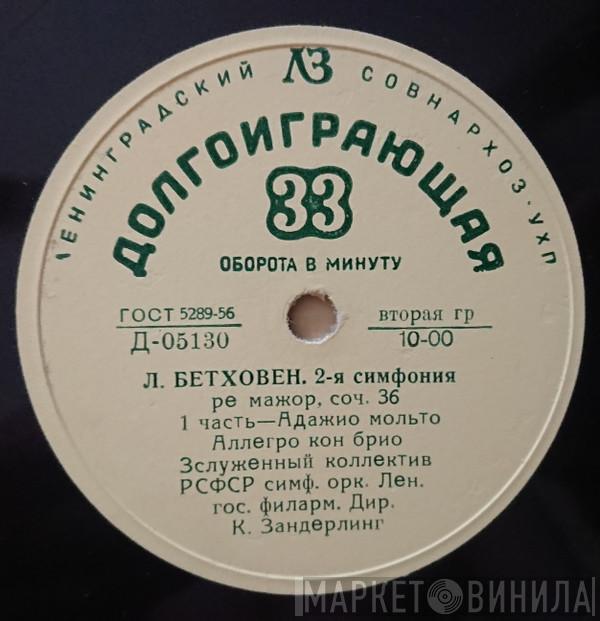 ЛЕНИНГРАДСКИЙ ЛЗ СОВНАРХОЗ·УХП
ДОЛГОИГРАЮЩАЯ
33
ОБОРОТА В МИНУТУ
ГОСТ 5289-56
Д-05130
вторая гр
10-00
Л. БЕТХОВЕН. 2-я симфония
ре мажор, соч. 36
1 часть—Адажио мольто
Аллегро кон брио
Зслуженный коллектив
РСФСР симф. орк. Лен.
гос. филарм. Дир.
К. Зандерлинг
МАРКЕТ ВИНИЛА